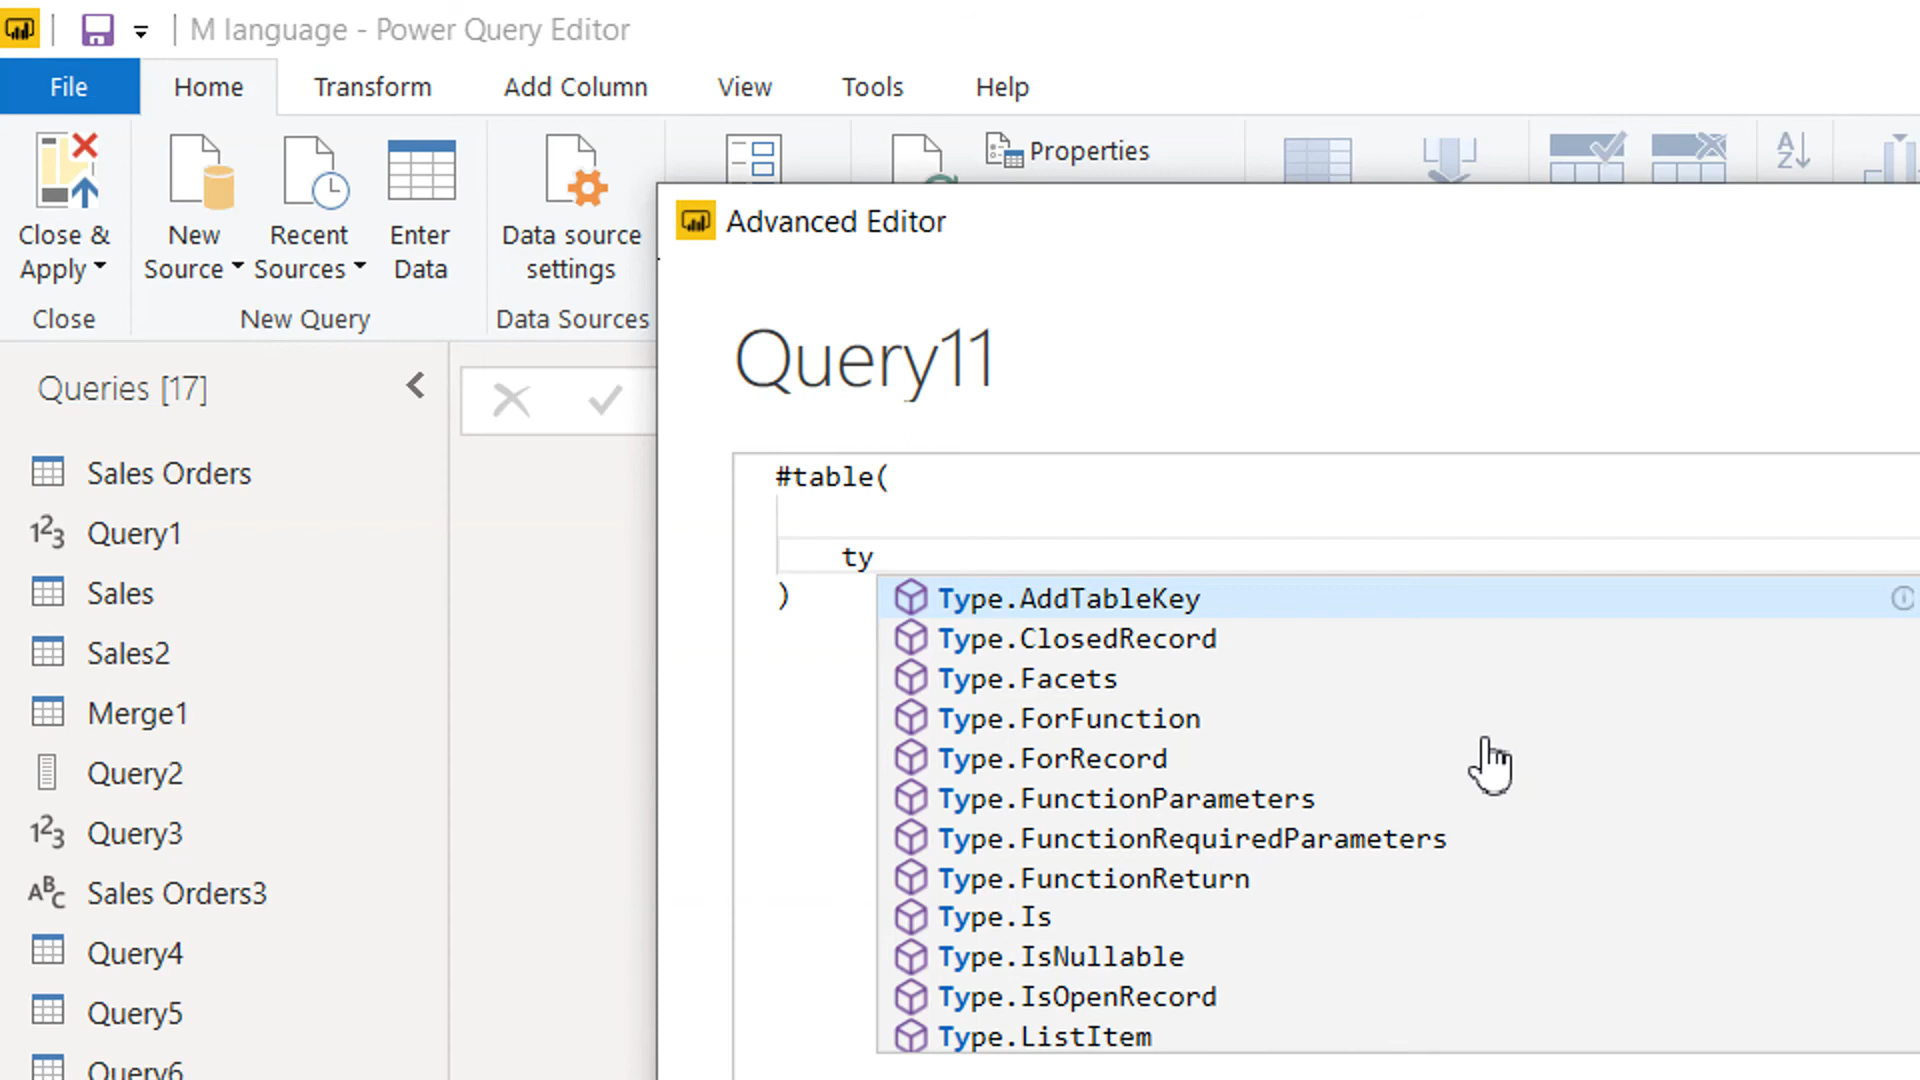 M language - Power Query Editor
File Home Transform Add Column View Tools Help
Close & Apply
New Source
Recent Sources
Enter Data
Data source settings
Properties
Close
New Query
Data Sources
Advanced Editor
Query11
Queries [17]
Sales Orders
Query1
Sales
Sales2
Merge1
Query2
Query3
Sales Orders3
Query4
Query5
Query6
#table(
ty
)
Type.AddTableKey
Type.ClosedRecord
Type.Facets
Type.ForFunction
Type.ForRecord
Type.FunctionParameters
Type.FunctionRequiredParameters
Type.FunctionReturn
Type.Is
Type.IsNullable
Type.IsOpenRecord
Type.ListItem